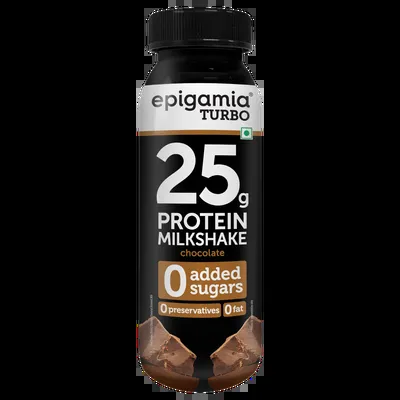 epigamia®
TURBO
25g
PROTEIN
MILKSHAKE
chocolate
0 added
sugars
0 preservatives 0 fat